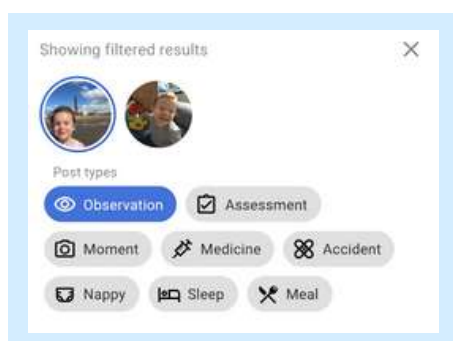 Showing filtered results
Post types
Observation Assessment
Moment Medicine Accident
Nappy Sleep Meal